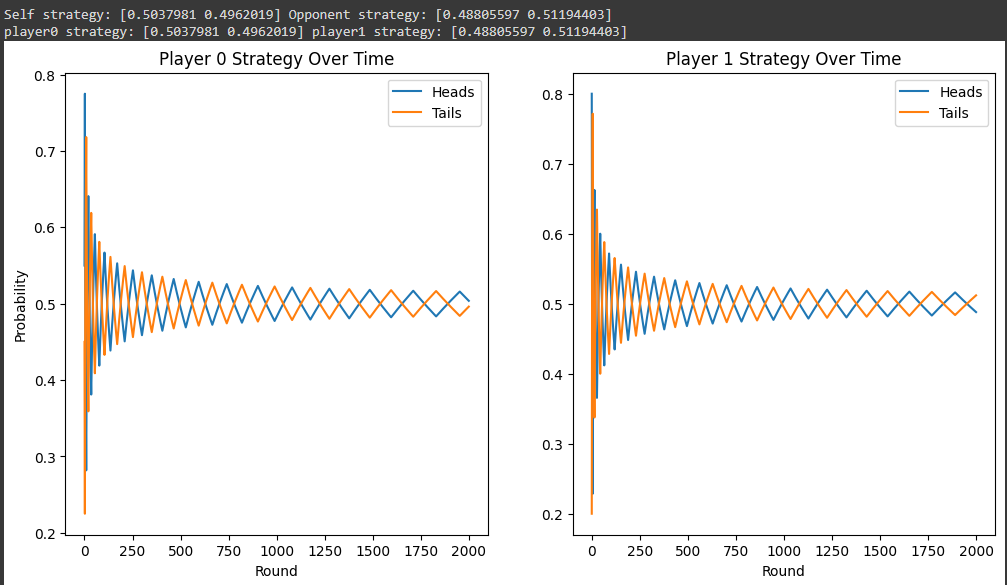 Self strategy: [0.5037981 0.4962019] Opponent strategy: [0.48805597 0.51194403]
player0 strategy: [0.5037981 0.4962019] player1 strategy: [0.48805597 0.51194403]
Player 0 Strategy Over Time
Heads
Tails
Probability
0.8
0.7
0.6
0.5
0.4
0.3
0.2
0 250 500 750 1000 1250 1500 1750 2000
Round
Player 1 Strategy Over Time
Heads
Tails
0.8
0.7
0.6
0.5
0.4
0.3
0.2
0 250 500 750 1000 1250 1500 1750 2000
Round